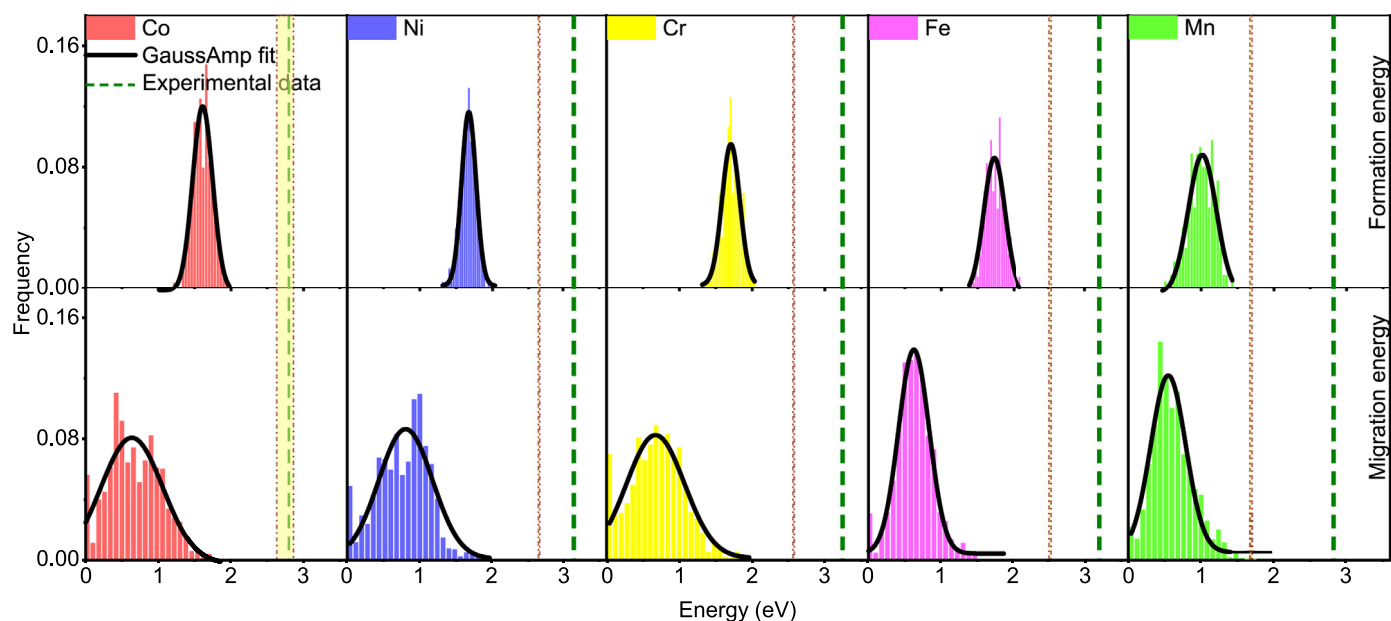 Co
Ni
Cr
Fe
Mn
GaussAmp fit
Experimental data
0.16
0.08
0.00
Formation energy
Frequency
0.16
0.08
0.00
Migration energy
0 1 2 3 0 1 2 3 0 1 2 3 0 1 2 3 0 1 2 3
Energy (eV)